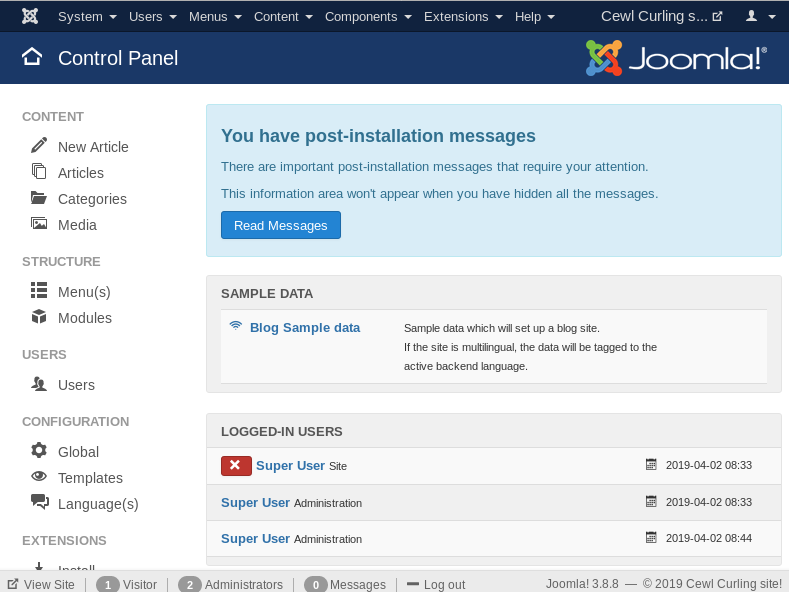 System Users Menus Content Components Extensions Help Cewl Curling s...
Control Panel
Joomla!®
CONTENT
New Article
Articles
Categories
Media
STRUCTURE
Menu(s)
Modules
USERS
Users
CONFIGURATION
Global
Templates
Language(s)
EXTENSIONS
Install
You have post-installation messages
There are important post-installation messages that require your attention.
This information area won't appear when you have hidden all the messages.
Read Messages
SAMPLE DATA
Blog Sample data
Sample data which will set up a blog site.
If the site is multilingual, the data will be tagged to the
active backend language.
LOGGED-IN USERS
Super User Site 2019-04-02 08:33
Super User Administration 2019-04-02 08:33
Super User Administration 2019-04-02 08:44
View Site 1 Visitor 2 Administrators 0 Messages Log out Joomla! 3.8.8 — © 2019 Cewl Curling site!